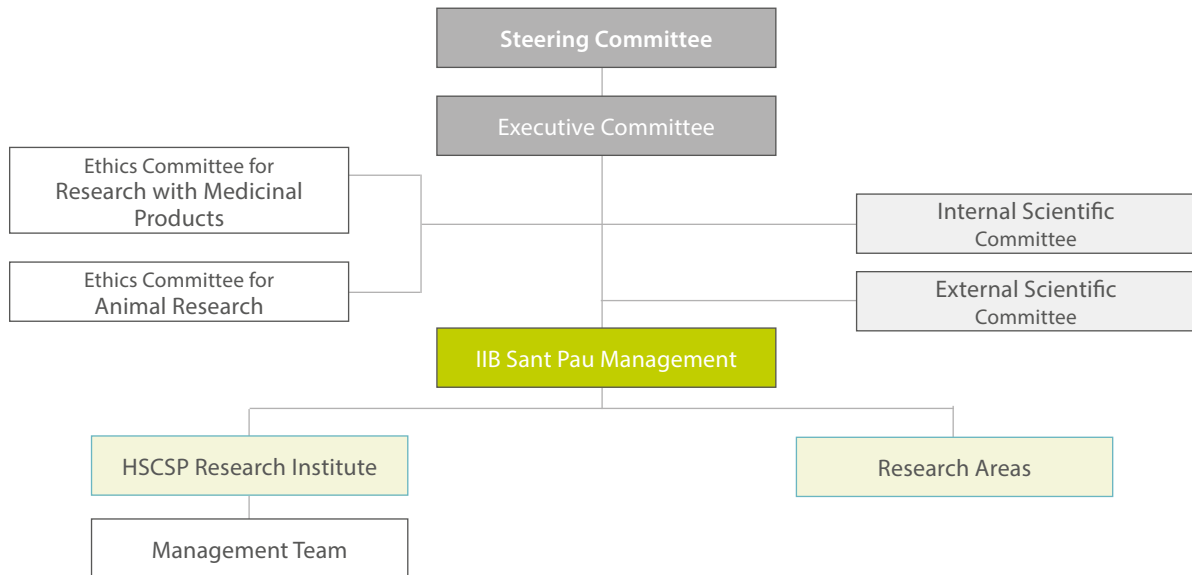 Steering Committee
Executive Committee
Ethics Committee for
Research with Medicinal
Products
Internal Scientific
Committee
Ethics Committee for
Animal Research
External Scientific
Committee
IIB Sant Pau Management
HSCSP Research Institute
Research Areas
Management Team